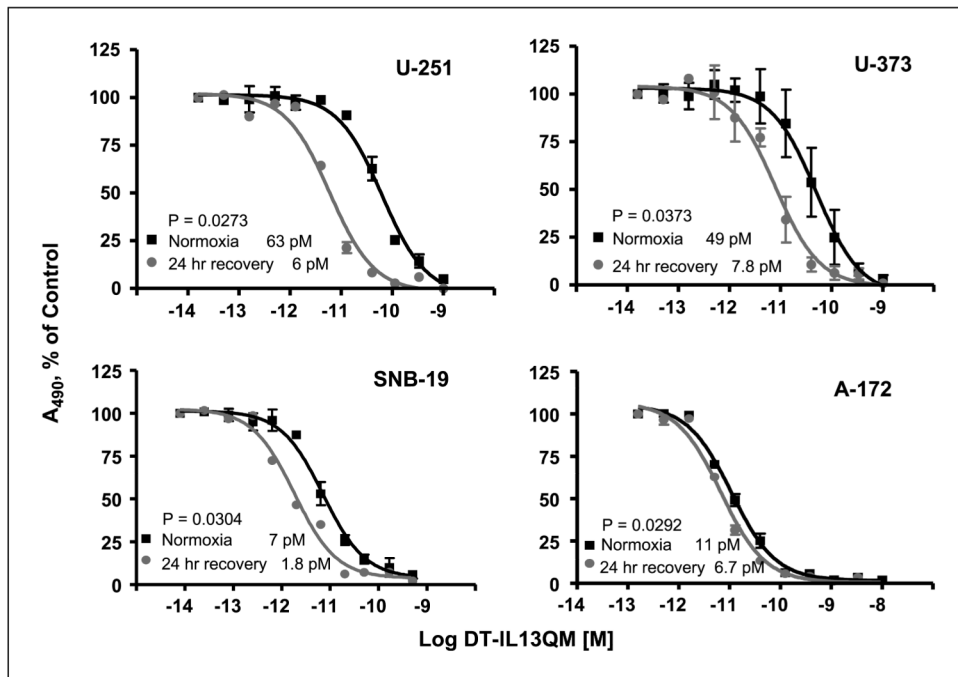 A490, % of Control
U-251
125
100
75
50
25
0
P = 0.0273
Normoxia 63 pM
24 hr recovery 6 pM
-14 -13 -12 -11 -10 -9
U-373
125
100
75
50
25
0
P = 0.0373
Normoxia 49 pM
24 hr recovery 7.8 pM
-14 -13 -12 -11 -10 -9
SNB-19
125
100
75
50
25
0
P = 0.0304
Normoxia 7 pM
24 hr recovery 1.8 pM
-14 -13 -12 -11 -10 -9
A-172
125
100
75
50
25
0
P = 0.0292
Normoxia 11 pM
24 hr recovery 6.7 pM
-14 -13 -12 -11 -10 -9 -8
Log DT-IL13QM [M]